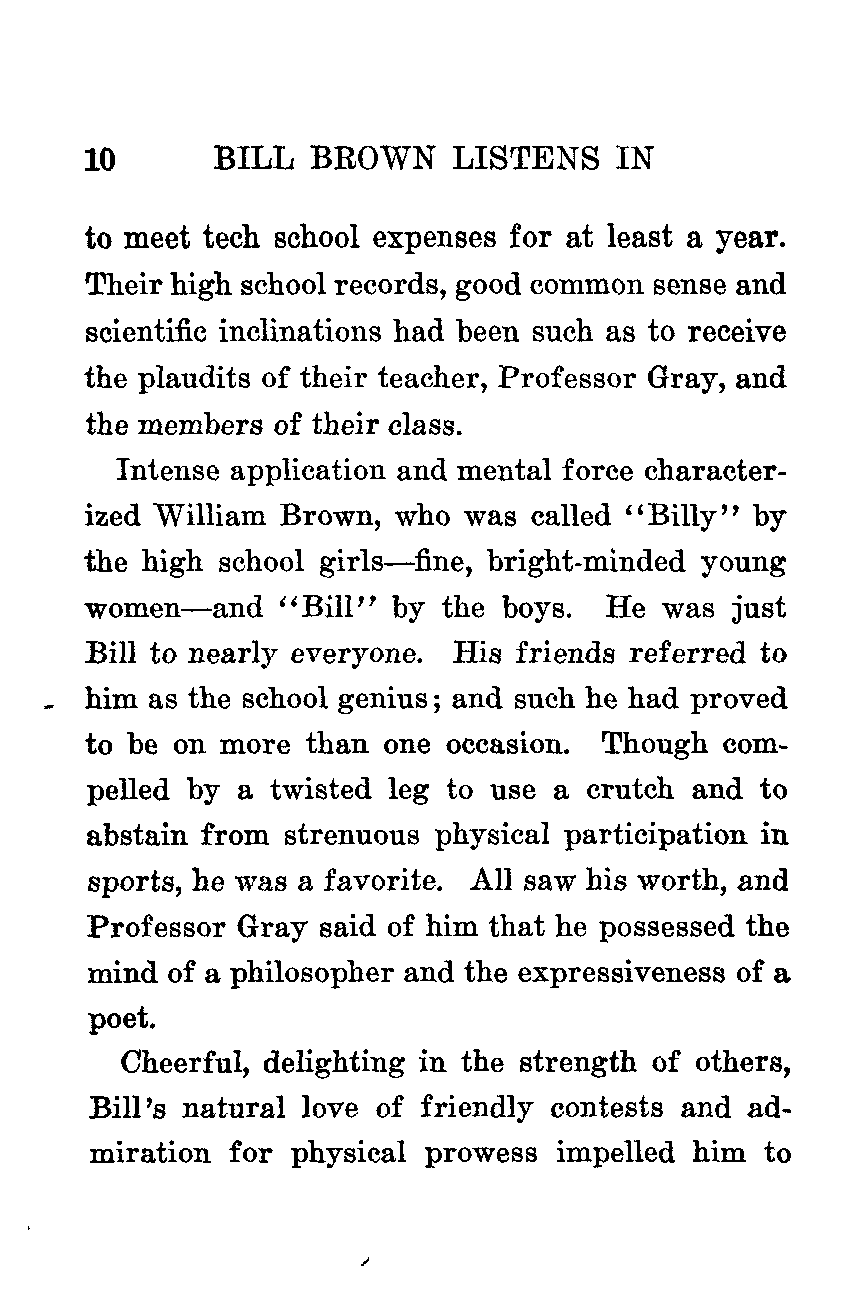 10 BILL BROWN LISTENS IN
to meet tech school expenses for at least a year.
Their high school records, good common sense and
scientific inclinations had been such as to receive
the plaudits of their teacher, Professor Gray, and
the members of their class.
Intense application and mental force character-
ized William Brown, who was called “Billy” by
the high school girls—fine, bright-minded young
women—and “Bill” by the boys. He was just
Bill to nearly everyone. His friends referred to
him as the school genius; and such he had proved
to be on more than one occasion. Though com-
pelled by a twisted leg to use a crutch and to
abstain from strenuous physical participation in
sports, he was a favorite. All saw his worth, and
Professor Gray said of him that he possessed the
mind of a philosopher and the expressiveness of a
poet.
Cheerful, delighting in the strength of others,
Bill’s natural love of friendly contests and ad-
miration for physical prowess impelled him to